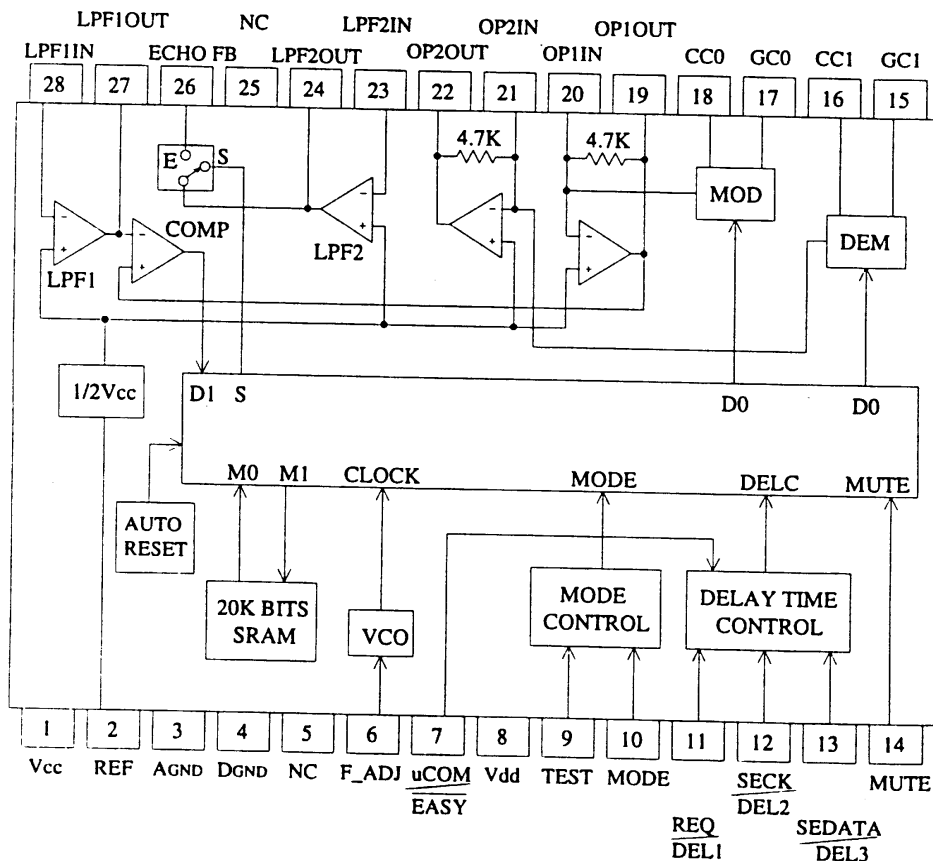 LPF1OUT NC LPF2IN OP2IN OP1OUT
LPF1IN ECHO FB LPF2OUT OP2OUT OP1IN CC0 GC0 CC1 GC1
28 27 26 25 24 23 22 21 20 19 18 17 16 15
4.7K 4.7K
E S
MOD
COMP
DEM
LPF1 LPF2
- + - + - + - + - +
1/2Vcc
D1 S D0 D0
M0 M1 CLOCK MODE DELC MUTE
AUTO
RESET
20K BITS
SRAM
VCO
MODE
CONTROL
DELAY TIME
CONTROL
1 2 3 4 5 6 7 8 9 10 11 12 13 14
Vcc REF AGND DGND NC F_ADJ uCOM Vdd TEST MODE SECK MUTE
EASY DEL2
REQ SEDATA
DEL1 DEL3